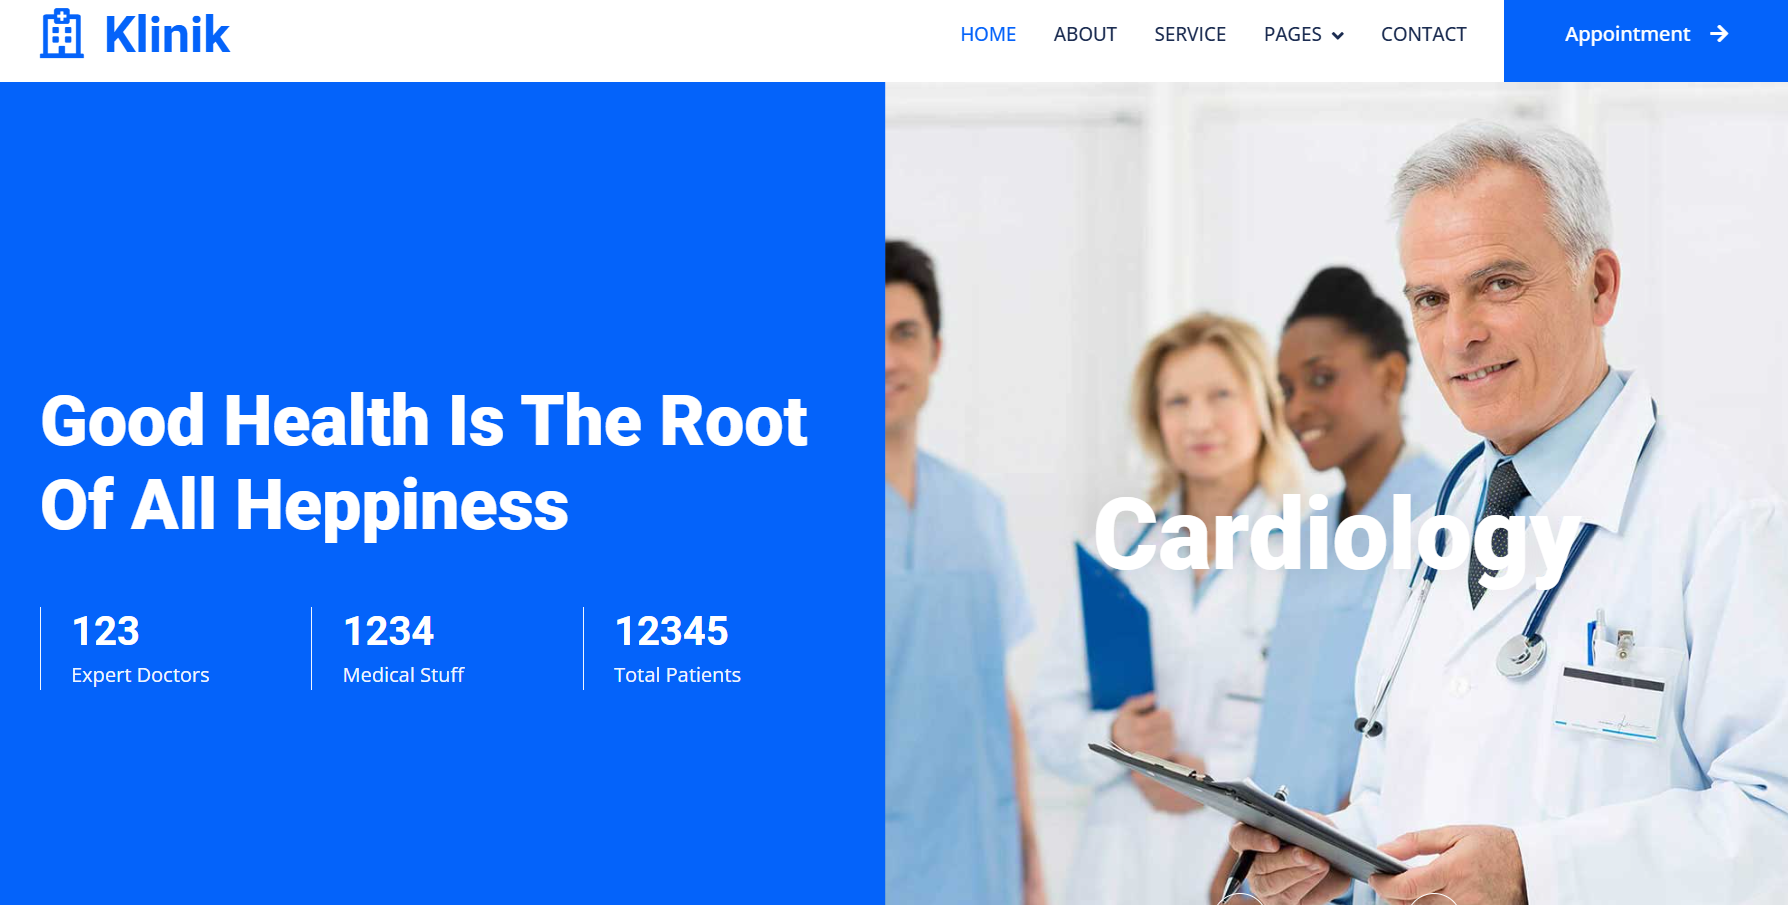 Klinik
HOME ABOUT SERVICE PAGES CONTACT
Appointment
Good Health Is The Root
Of All Heppiness
123
Expert Doctors
1234
Medical Stuff
12345
Total Patients
Cardiology